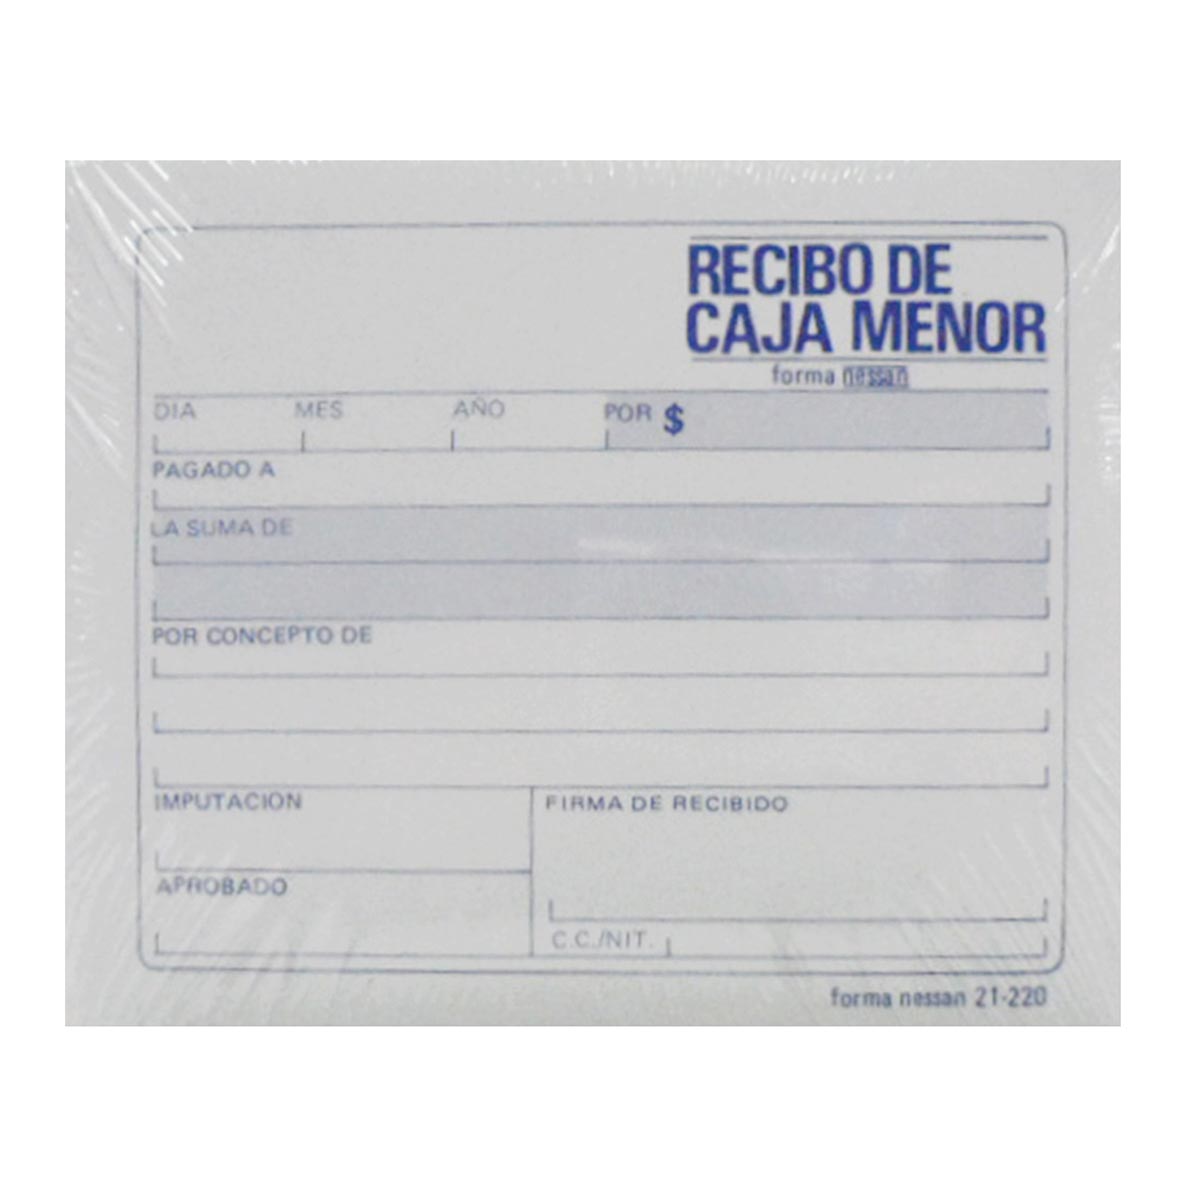 RECIBO DE
CAJA MENOR
forma nessan
DIA MES AÑO POR $
PAGADO A
LA SUMA DE
POR CONCEPTO DE
IMPUTACION
FIRMA DE RECIBIDO
APROBADO
C.C./NIT.
forma nessan 21-220